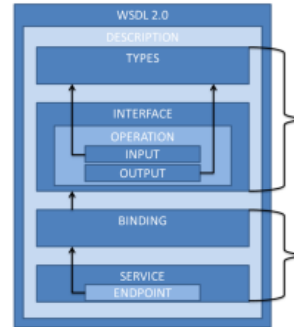 WSDL 2.0
DESCRIPTION
TYPES
INTERFACE
OPERATION
INPUT
OUTPUT
BINDING
SERVICE
ENDPOINT